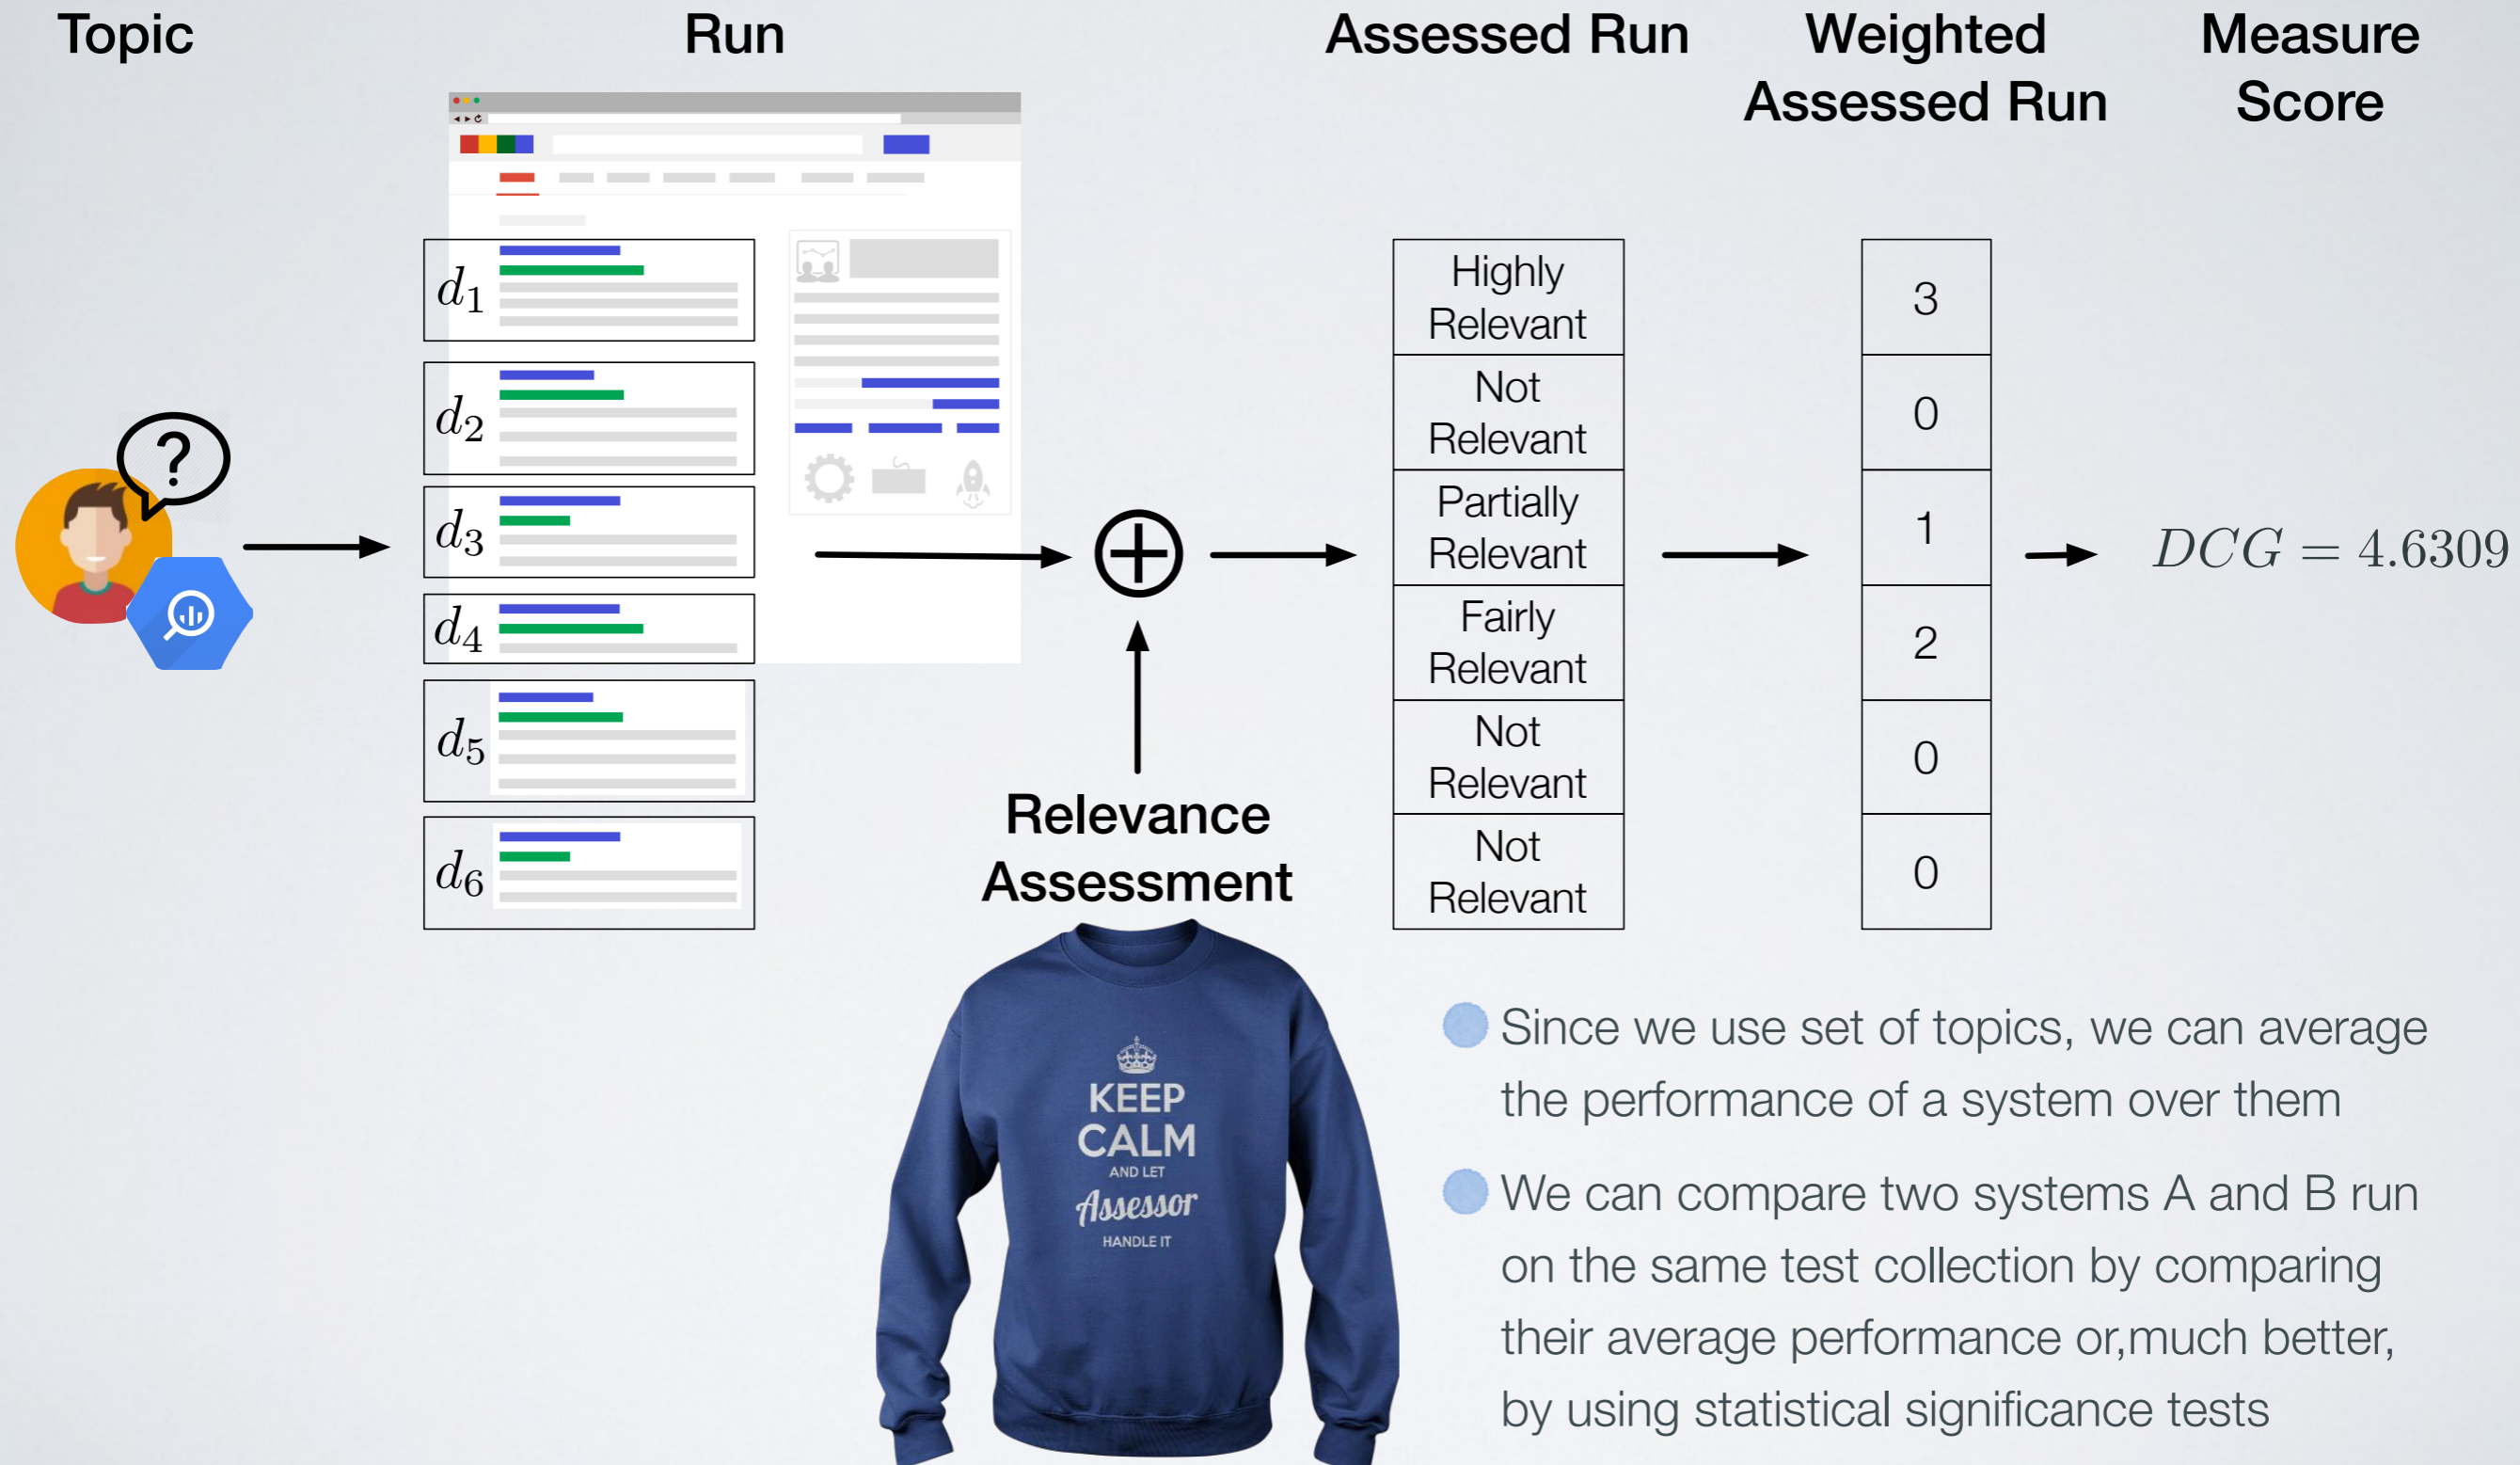 Topic
Run
Assessed Run
Weighted
Assessed Run
Measure
Score
d1
d2
d3
d4
d5
d6
?
Highly
Relevant
Not
Relevant
Partially
Relevant
Fairly
Relevant
Not
Relevant
Not
Relevant
3
0
1
2
0
0
DCG = 4.6309
Relevance
Assessment
KEEP
CALM
AND LET
Assessor
HANDLE IT
Since we use set of topics, we can average
the performance of a system over them
We can compare two systems A and B run
on the same test collection by comparing
their average performance or,much better,
by using statistical significance tests